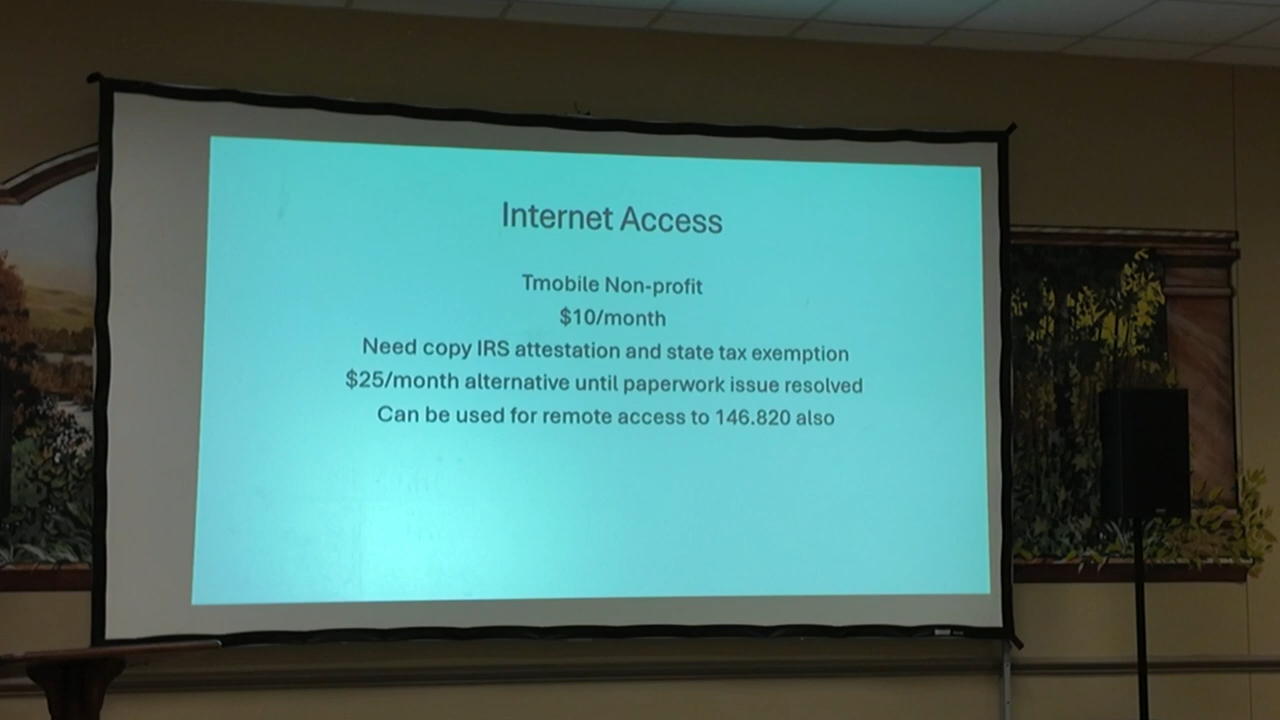 Internet Access
Tmobile Non-profit
$10/month
Need copy IRS attestation and state tax exemption
$25/month alternative until paperwork issue resolved
Can be used for remote access to 146.820 also